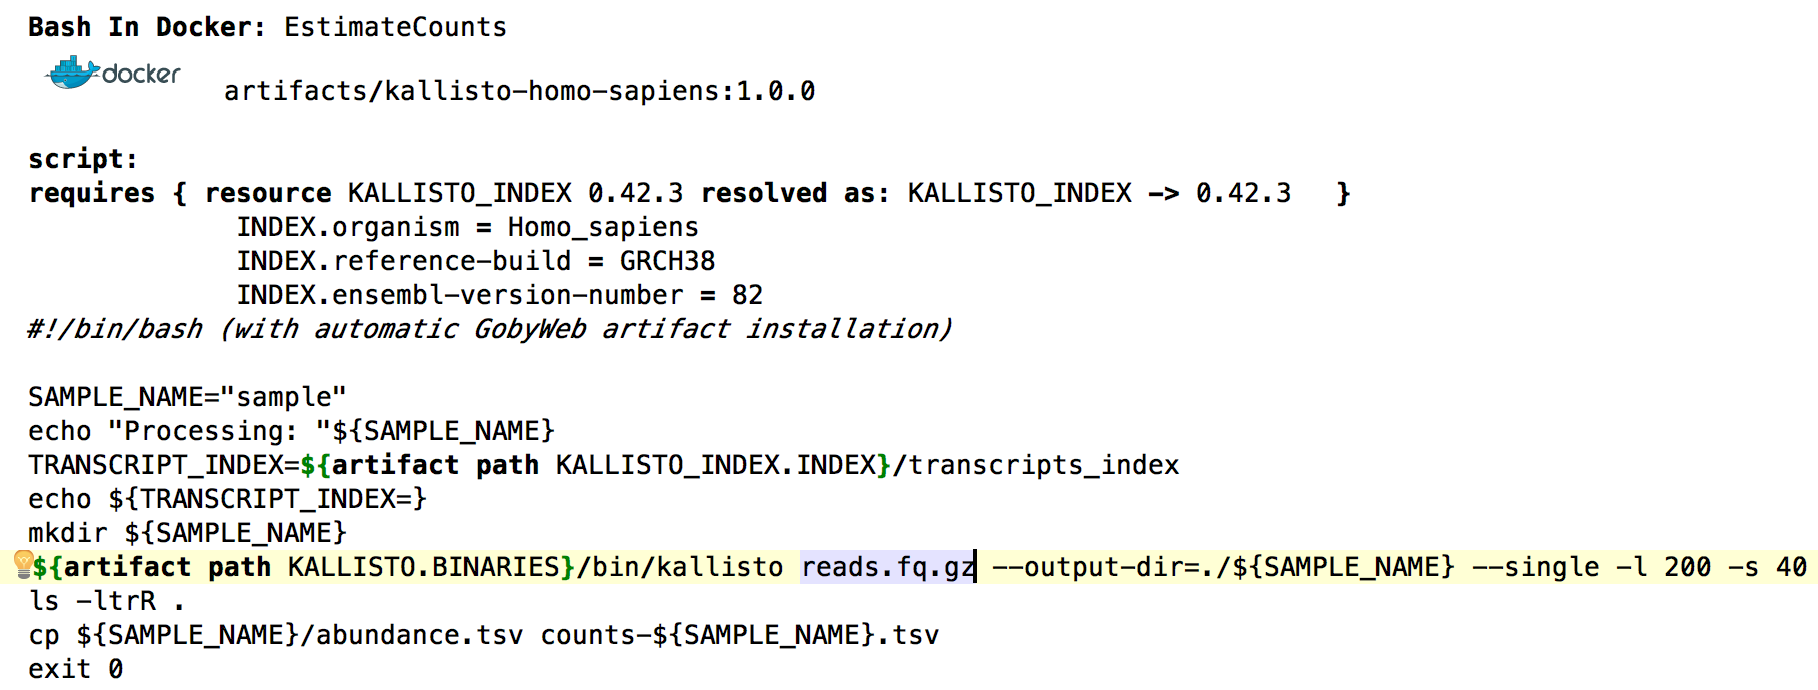 Bash In Docker: EstimateCounts
docker
artifacts/kallisto-homo-sapiens:1.0.0
script:
requires { resource KALLISTO_INDEX 0.42.3 resolved as: KALLISTO_INDEX -> 0.42.3 }
INDEX.organism = Homo_sapiens
INDEX.reference-build = GRCH38
INDEX.ensembl-version-number = 82
#!/bin/bash (with automatic GobyWeb artifact installation)
SAMPLE_NAME="sample"
echo "Processing: "${SAMPLE_NAME}
TRANSCRIPT_INDEX=${artifact path KALLISTO_INDEX.INDEX}/transcripts_index
echo ${TRANSCRIPT_INDEX=}
mkdir ${SAMPLE_NAME}
${artifact path KALLISTO.BINARIES}/bin/kallisto reads.fq.gz --output-dir=./${SAMPLE_NAME} --single -l 200 -s 40
ls -ltrR .
cp ${SAMPLE_NAME}/abundance.tsv counts-${SAMPLE_NAME}.tsv
exit 0